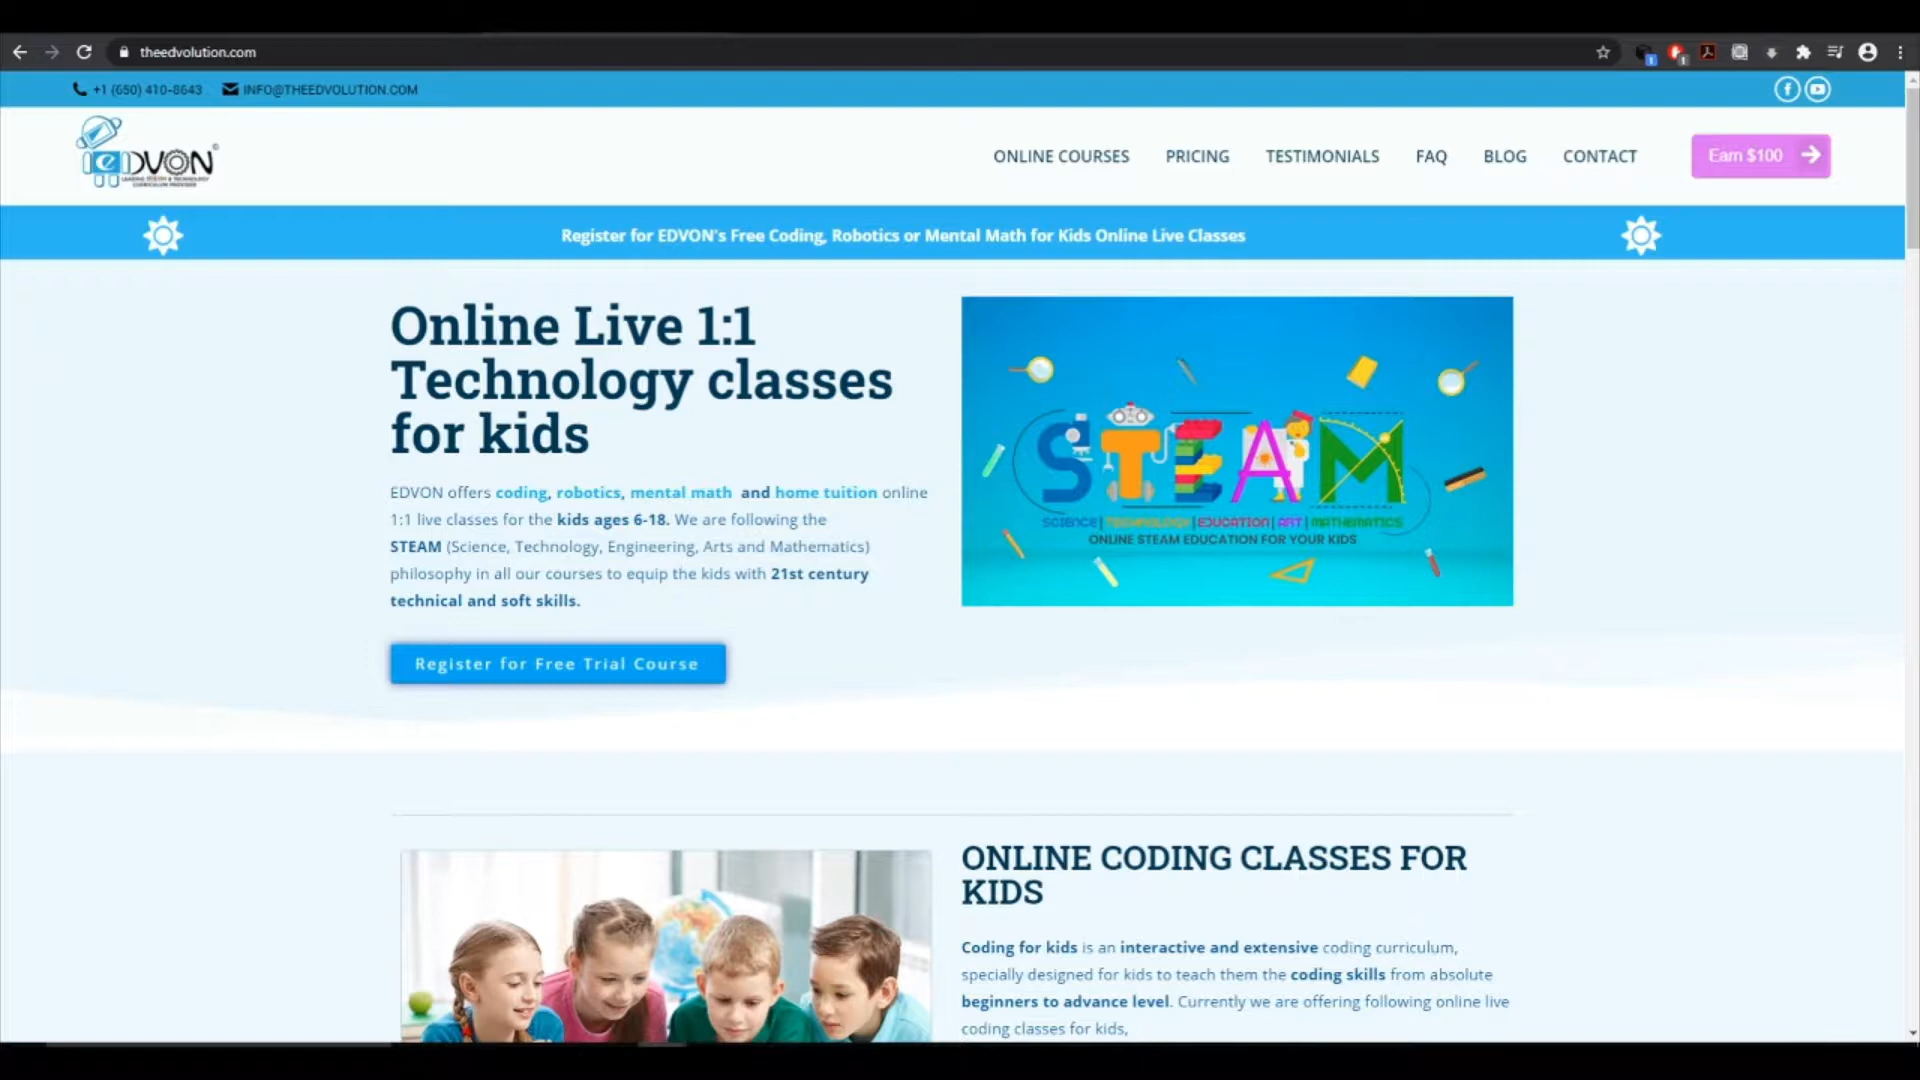 theedvolution.com
+1 (650) 410-8643 INFO@THEEDVOLUTION.COM
eDVON
ONLINE COURSES PRICING TESTIMONIALS FAQ BLOG CONTACT Earn $100
Register for EDVON's Free Coding, Robotics or Mental Math for Kids Online Live Classes
Online Live 1:1
Technology classes
for kids
EDVON offers coding, robotics, mental math and home tuition online
1:1 live classes for the kids ages 6-18. We are following the
STEAM (Science, Technology, Engineering, Arts and Mathematics)
philosophy in all our courses to equip the kids with 21st century
technical and soft skills.
Register for Free Trial Course
STEAM
SCIENCE|TECHNOLOGY|EDUCATION|ART|MATHEMATICS
ONLINE STEAM EDUCATION FOR YOUR KIDS
ONLINE CODING CLASSES FOR
KIDS
Coding for kids is an interactive and extensive coding curriculum,
specially designed for kids to teach them the coding skills from absolute
beginners to advance level. Currently we are offering following online live
coding classes for kids,